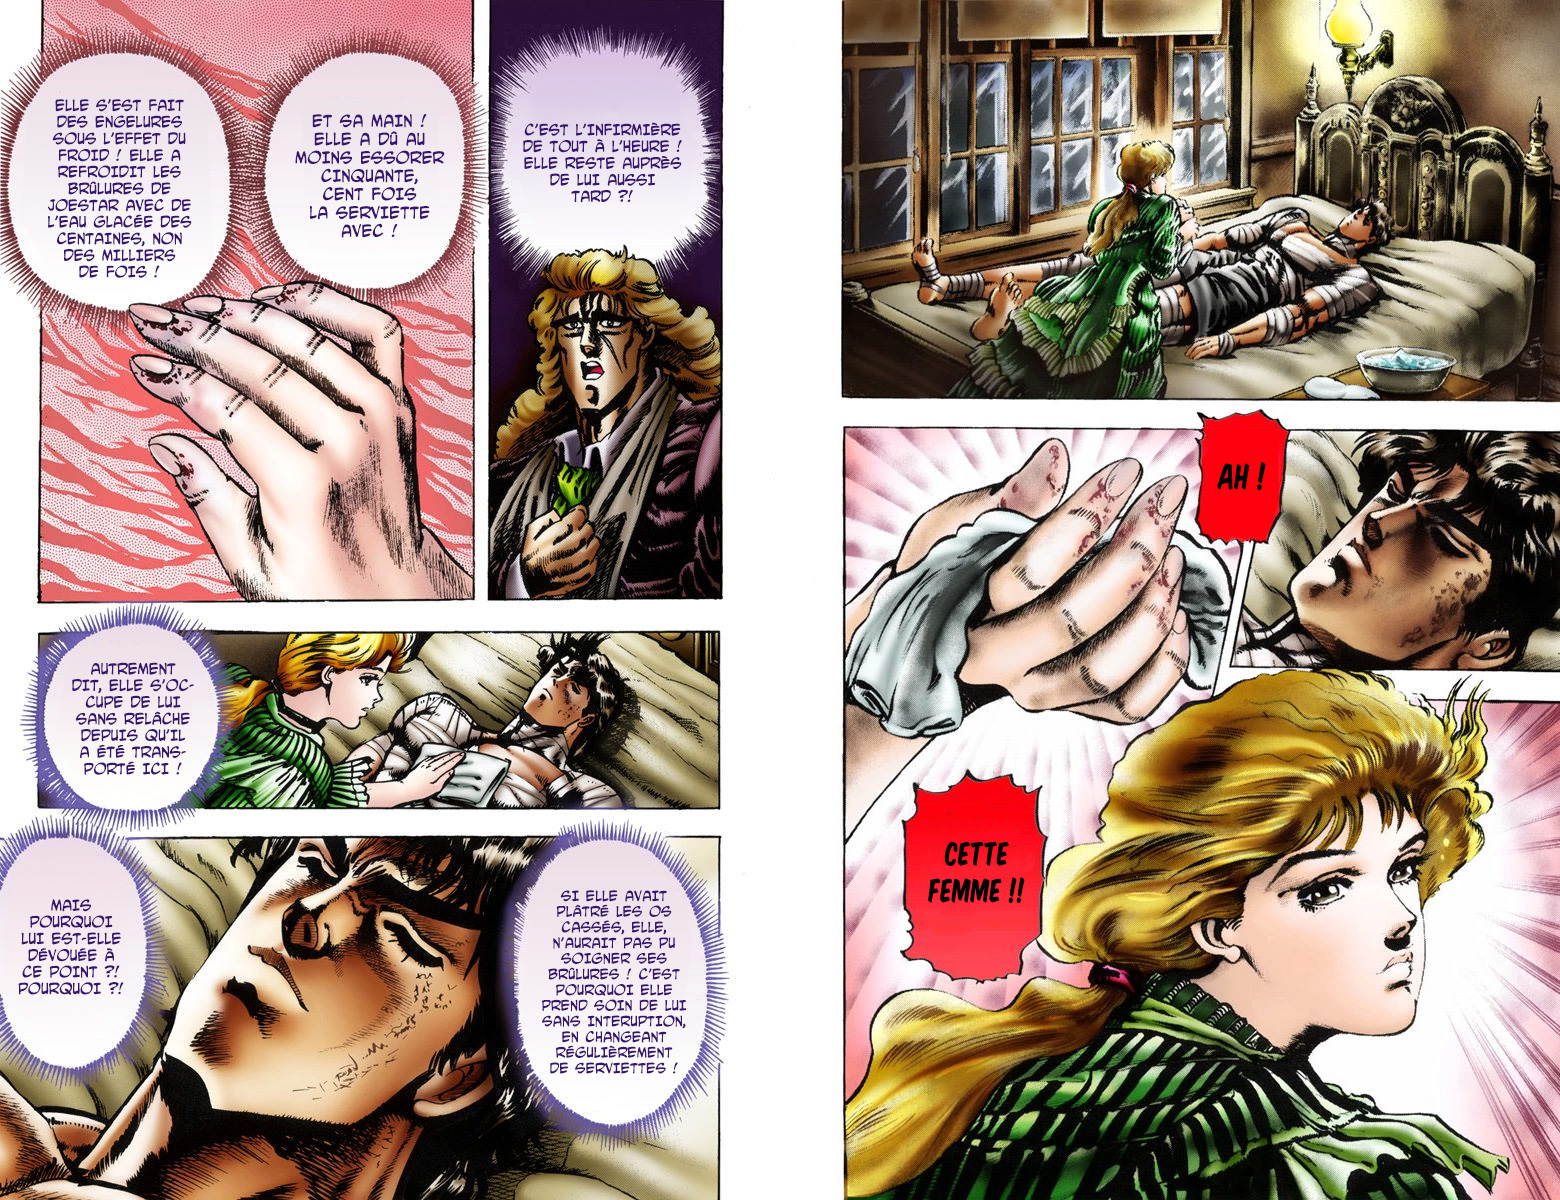 AH !
CETTE
FEMME !!
C'EST L'INFIRMIÈRE
DE TOUT À L'HEURE !
ELLE RESTE AUPRÈS
DE LUI AUSSI
TARD ?!
ET SA MAIN !
ELLE A DÛ AU
MOINS ESSORER
CINQUANTE,
CENT FOIS
LA SERVIETTE
AVEC !
ELLE S'EST FAIT
DES ENGELURES
SOUS L'EFFET DU
FROID ! ELLE A
REFROIDIT LES
BRÛLURES DE
JOESTAR AVEC DE
L'EAU GLACÉE DES
CENTAINES, NON
DES MILLIERS
DE FOIS !
AUTREMENT
DIT, ELLE S'OC-
CUPE DE LUI
SANS RELÂCHE
DEPUIS QU'IL
A ÉTÉ TRANS-
PORTÉ ICI !
SI ELLE AVAIT
PLÂTRÉ LES OS
CASSÉS, ELLE,
N'AURAIT PAS PU
SOIGNER SES
BRÛLURES ! C'EST
POURQUOI ELLE
PREND SOIN DE LUI
SANS INTERUPTION,
EN CHANGEANT
RÉGULIÈREMENT
DE SERVIETTES !
MAIS
POURQUOI
LUI EST-ELLE
DÉVOUÉE À
CE POINT ?!
POURQUOI ?!